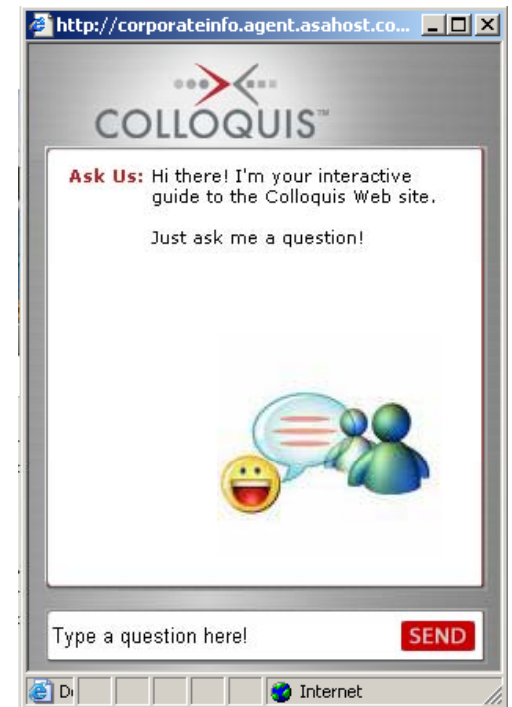 http://corporateinfo.agent.asahost.co...
COLLOQUIS™
Ask Us: Hi there! I'm your interactive
guide to the Colloquis Web site.
Just ask me a question!
Type a question here!
SEND
Internet